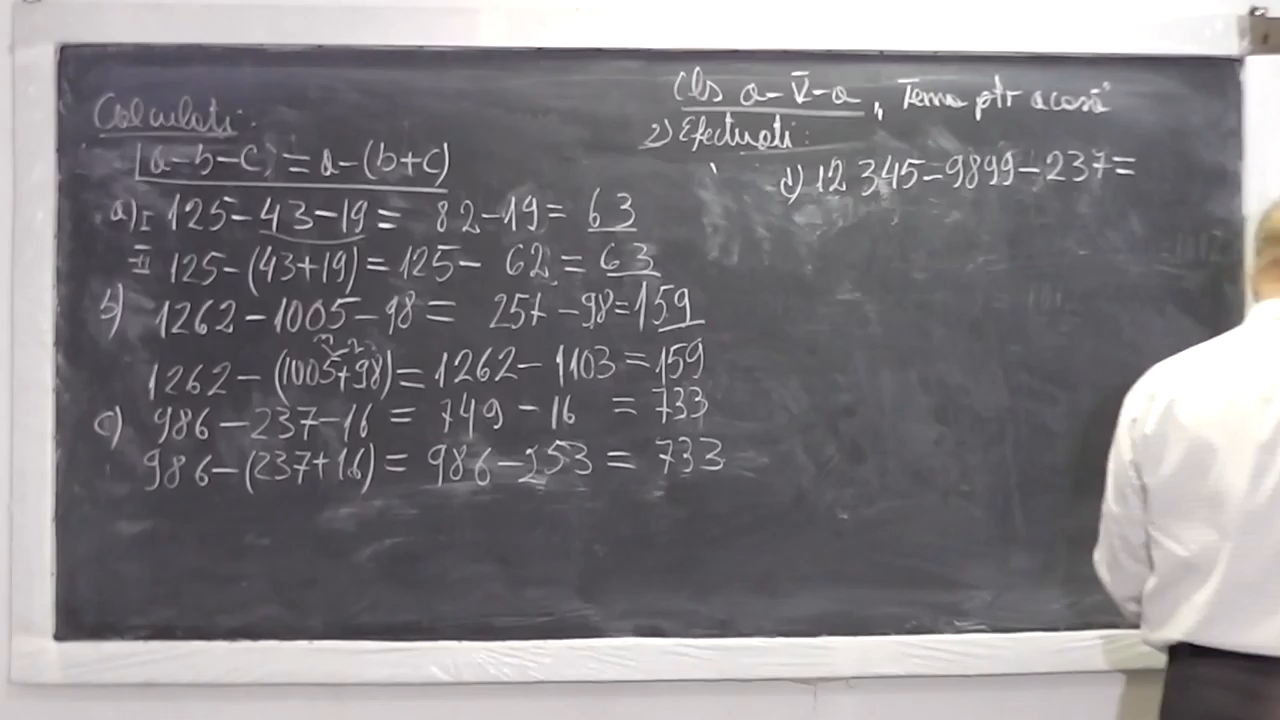 Calculati:
a-b-c = a-(b+c)
a) I 125-43-19= 82-19= 63
II 125-(43+19)=125- 62= 63
b) 1262-1005-98= 257-98=159
1262-(1005+98)=1262-1103=159
c) 986-237-16= 749-16 = 733
986-(237+16)= 986-253= 733
Cls a-V-a, Tema ptr acasă
2) Efectuati:
d) 12 345-9899-237=